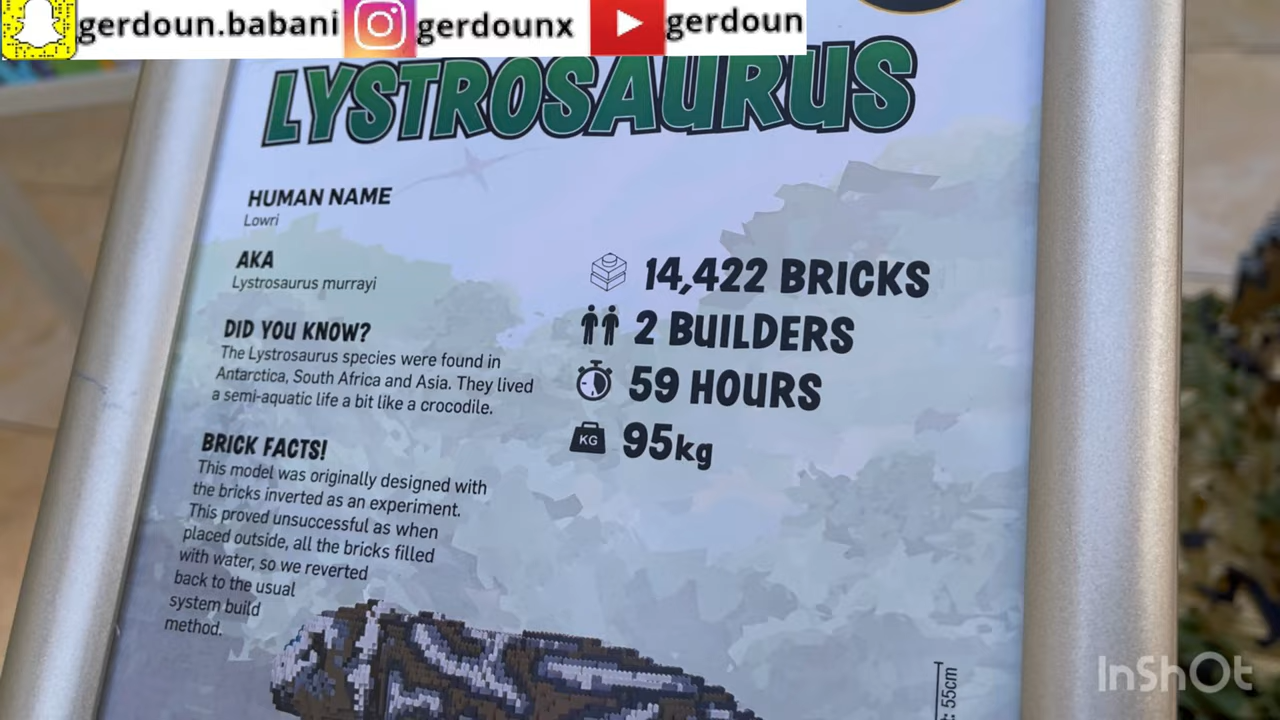 gerdoun.babani gerdounx gerdoun
LYSTROSAURUS
HUMAN NAME
Lowri
AKA
Lystrosaurus murrayi
DID YOU KNOW?
The Lystrosaurus species were found in
Antarctica, South Africa and Asia. They lived
a semi-aquatic life a bit like a crocodile.
BRICK FACTS!
This model was originally designed with
the bricks inverted as an experiment.
This proved unsuccessful as when
placed outside, all the bricks filled
with water, so we reverted
back to the usual
system build
method.
14,422 BRICKS
2 BUILDERS
59 HOURS
KG 95kg
55cm
InShOt